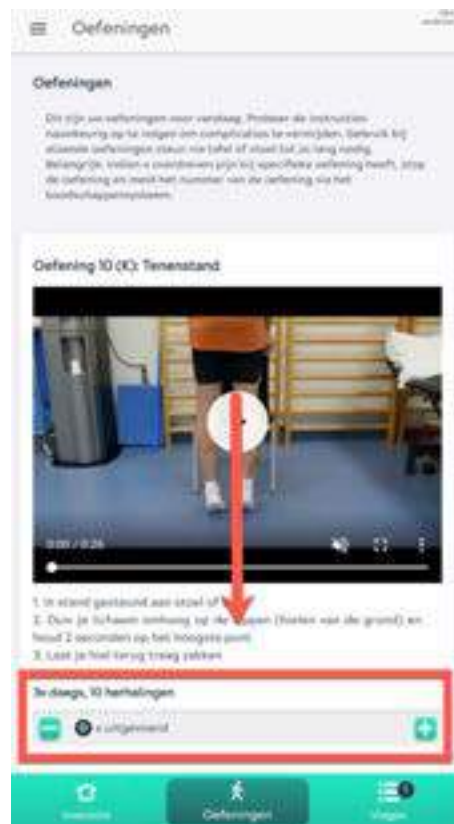 Oefeningen
Oefeningen
Dit zijn uw oefeningen voor vandaag. Probeer de instructies
nauwkeurig op te volgen om complicaties te vermijden. Gebruik bij
staande oefeningen steun via tafel of stoel tot zo lang nodig.
Belangrijk: indien u overdreven pijn bij specifieke oefening heeft, stop
de oefening en meld het nummer van de oefening via het
boodschappensysteem.
Oefening 10 (K): Tenenstand
0:00 / 0:26
1. In stand gesteund aan stoel of
2. Duw je lichaam omhoog op de (hielen van de grond) en
houd 2 seconden op het hoogste punt
3. Laat je hiel terug traag zakken
3x daags, 10 herhalingen
x uitgevoerd
Oefeningen
Vragen